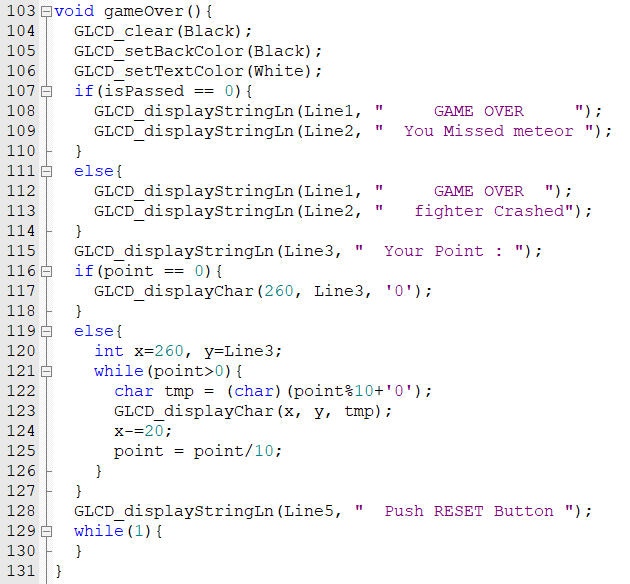 103 void gameOver(){
104   GLCD_clear(Black);
105   GLCD_setBackColor(Black);
106   GLCD_setTextColor(White);
107   if(isPassed == 0){
108     GLCD_displayStringLn(Line1, "     GAME OVER     ");
109     GLCD_displayStringLn(Line2, "  You Missed meteor ");
110   }
111   else{
112     GLCD_displayStringLn(Line1, "     GAME OVER  ");
113     GLCD_displayStringLn(Line2, "   fighter Crashed");
114   }
115   GLCD_displayStringLn(Line3, "  Your Point : ");
116   if(point == 0){
117     GLCD_displayChar(260, Line3, '0');
118   }
119   else{
120     int x=260, y=Line3;
121     while(point>0){
122       char tmp = (char)(point%10+'0');
123       GLCD_displayChar(x, y, tmp);
124       x-=20;
125       point = point/10;
126     }
127   }
128   GLCD_displayStringLn(Line5, "  Push RESET Button ");
129   while(1){
130   }
131 }